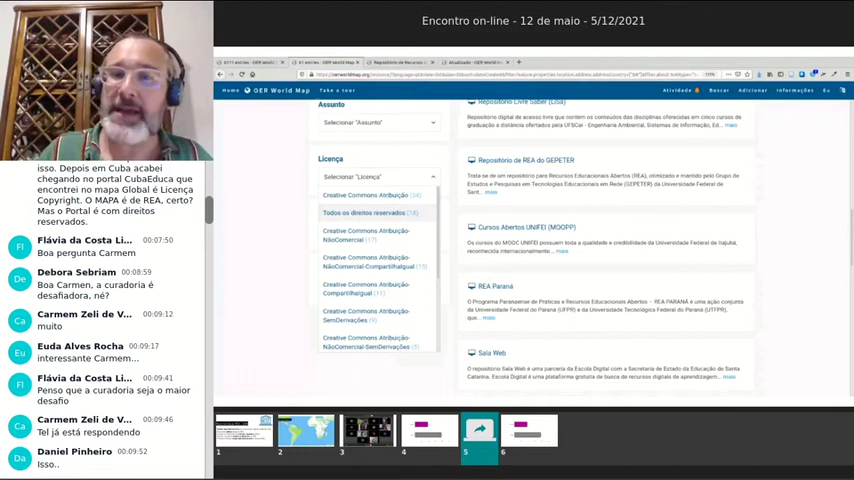 Encontro on-line - 12 de maio - 5/12/2021
isso. Depois em Cuba acabei
chegando no portal CubaEduca que
encontrei no mapa Global é Licença
Copyright. O MAPA é de REA, certo?
Mas o Portal é com direitos
reservados.
Fl
Flávia da Costa Li... 00:07:50
Boa pergunta Carmem
De
Debora Sebriam 00:08:59
Boa Carmen, a curadoria é
desafiadora, né?
Ca
Carmem Zeli de V... 00:09:12
muito
Eu
Euda Alves Rocha 00:09:17
interessante Carmem...
Fl
Flávia da Costa Li... 00:09:41
Penso que a curadoria seja o maior
desafio
Ca
Carmem Zeli de V... 00:09:46
Tel já está respondendo
Da
Daniel Pinheiro 00:09:52
Isso..
Home OER World Map Take a tour Atividade Buscar Adicionar Informações Eu
Assunto
Selecionar "Assunto"
Licença
Selecionar "Licença"
Creative Commons Atribuição (34)
Todos os direitos reservados (18)
Creative Commons Atribuição-
NãoComercial (17)
Creative Commons Atribuição-
NãoComercial-CompartilhaIgual (15)
Creative Commons Atribuição-
CompartilhaIgual (11)
Creative Commons Atribuição-
SemDerivações (9)
Creative Commons Atribuição-
NãoComercial-SemDerivações (5)
Repositório Livre Saber (LiSa)
Repositório digital de acesso livre que contém os conteúdos das disciplinas oferecidas em cinco cursos de
graduação a distância ofertados pela UFSCar - Engenharia Ambiental, Sistemas de Informação, Ed... mais
Repositório de REA do GEPETER
Trata-se de um repositório para Recursos Educacionais Abertos (REA), otimizado e mantido pelo Grupo de
Estudos e Pesquisas em Tecnologias Educacionais em Rede (GEPETER) da Universidade Federal de
Sant... mais
Cursos Abertos UNIFEI (MOOPP)
Os cursos do MOOC UNIFEI possuem toda a qualidade e credibilidade da Universidade Federal de Itajubá,
reconhecida internacionalmente ... mais
REA Paraná
O Programa Paranaense de Práticas e Recursos Educacionais Abertos – REA PARANÁ é uma ação conjunta
da Universidade Federal do Paraná (UFPR) e da Universidade Tecnológica Federal do Paraná (UTFPR),
que... mais
Sala Web
O repositório Sala Web é uma parceria da Escola Digital com a Secretaria de Estado da Educação de Santa
Catarina. Escola Digital é uma plataforma gratuita de busca de recursos digitais de aprendizagem... mais
1
2
3
4
5
6